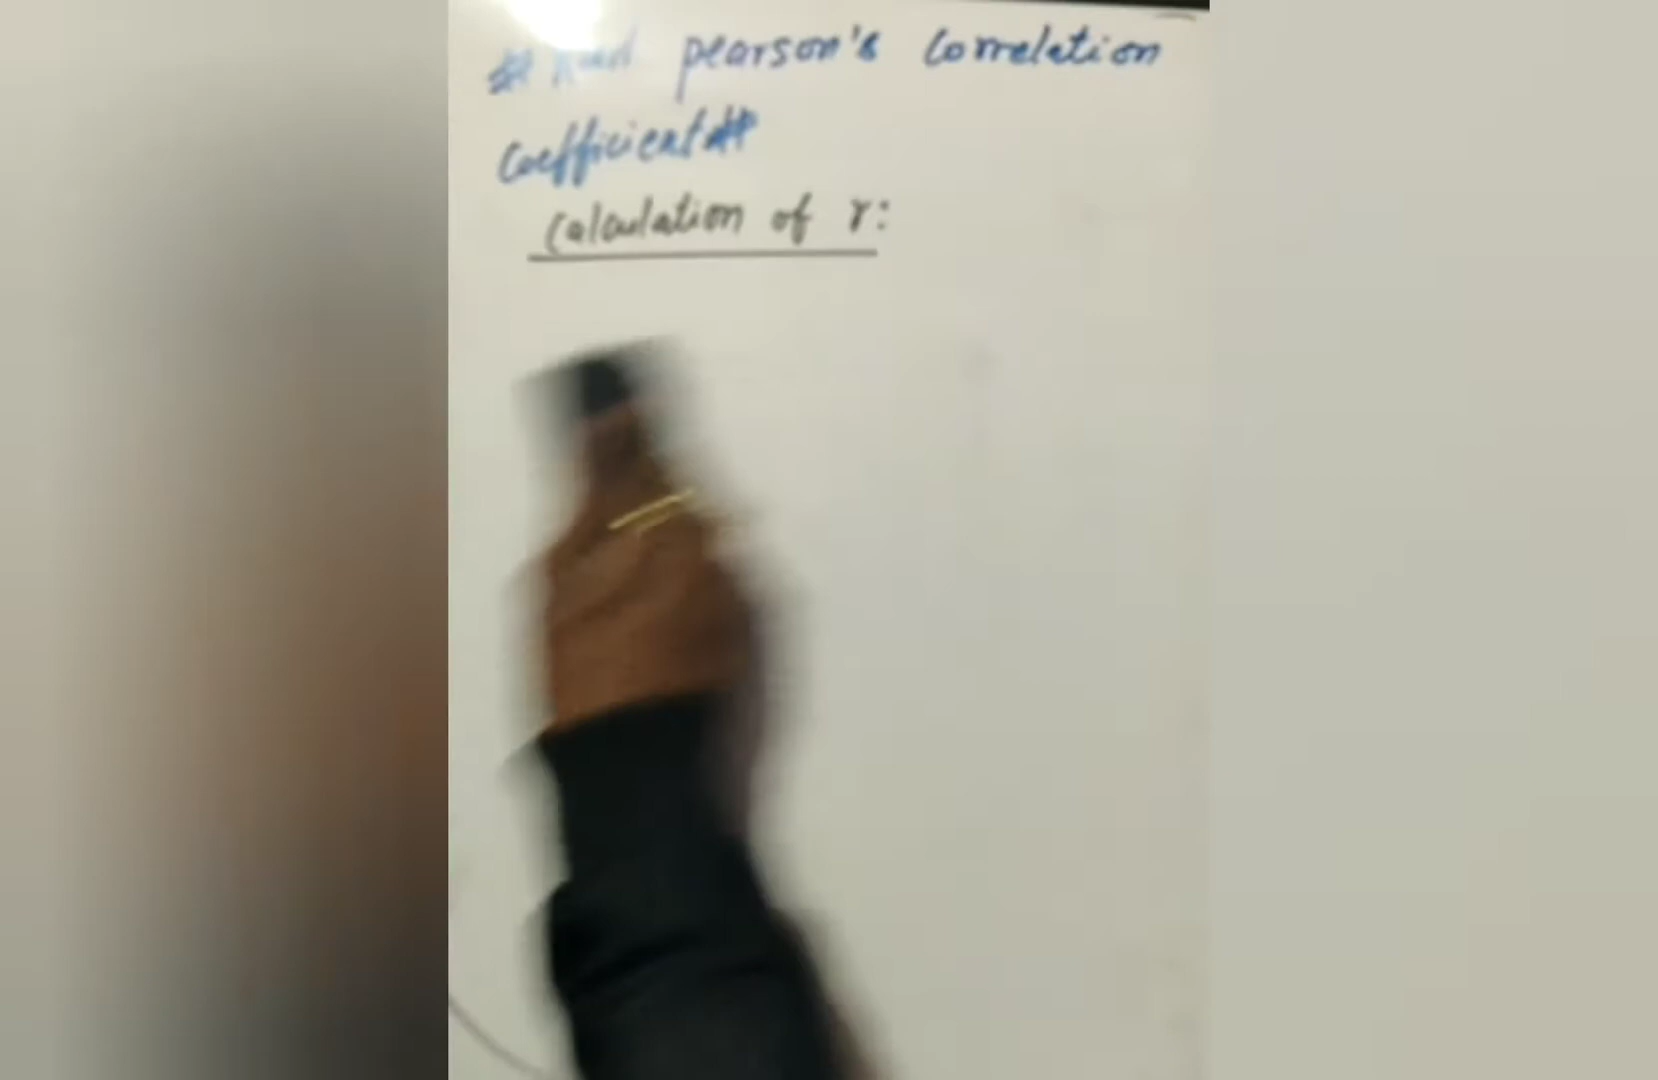 pearson's correlation
coefficient#
calculation of r: